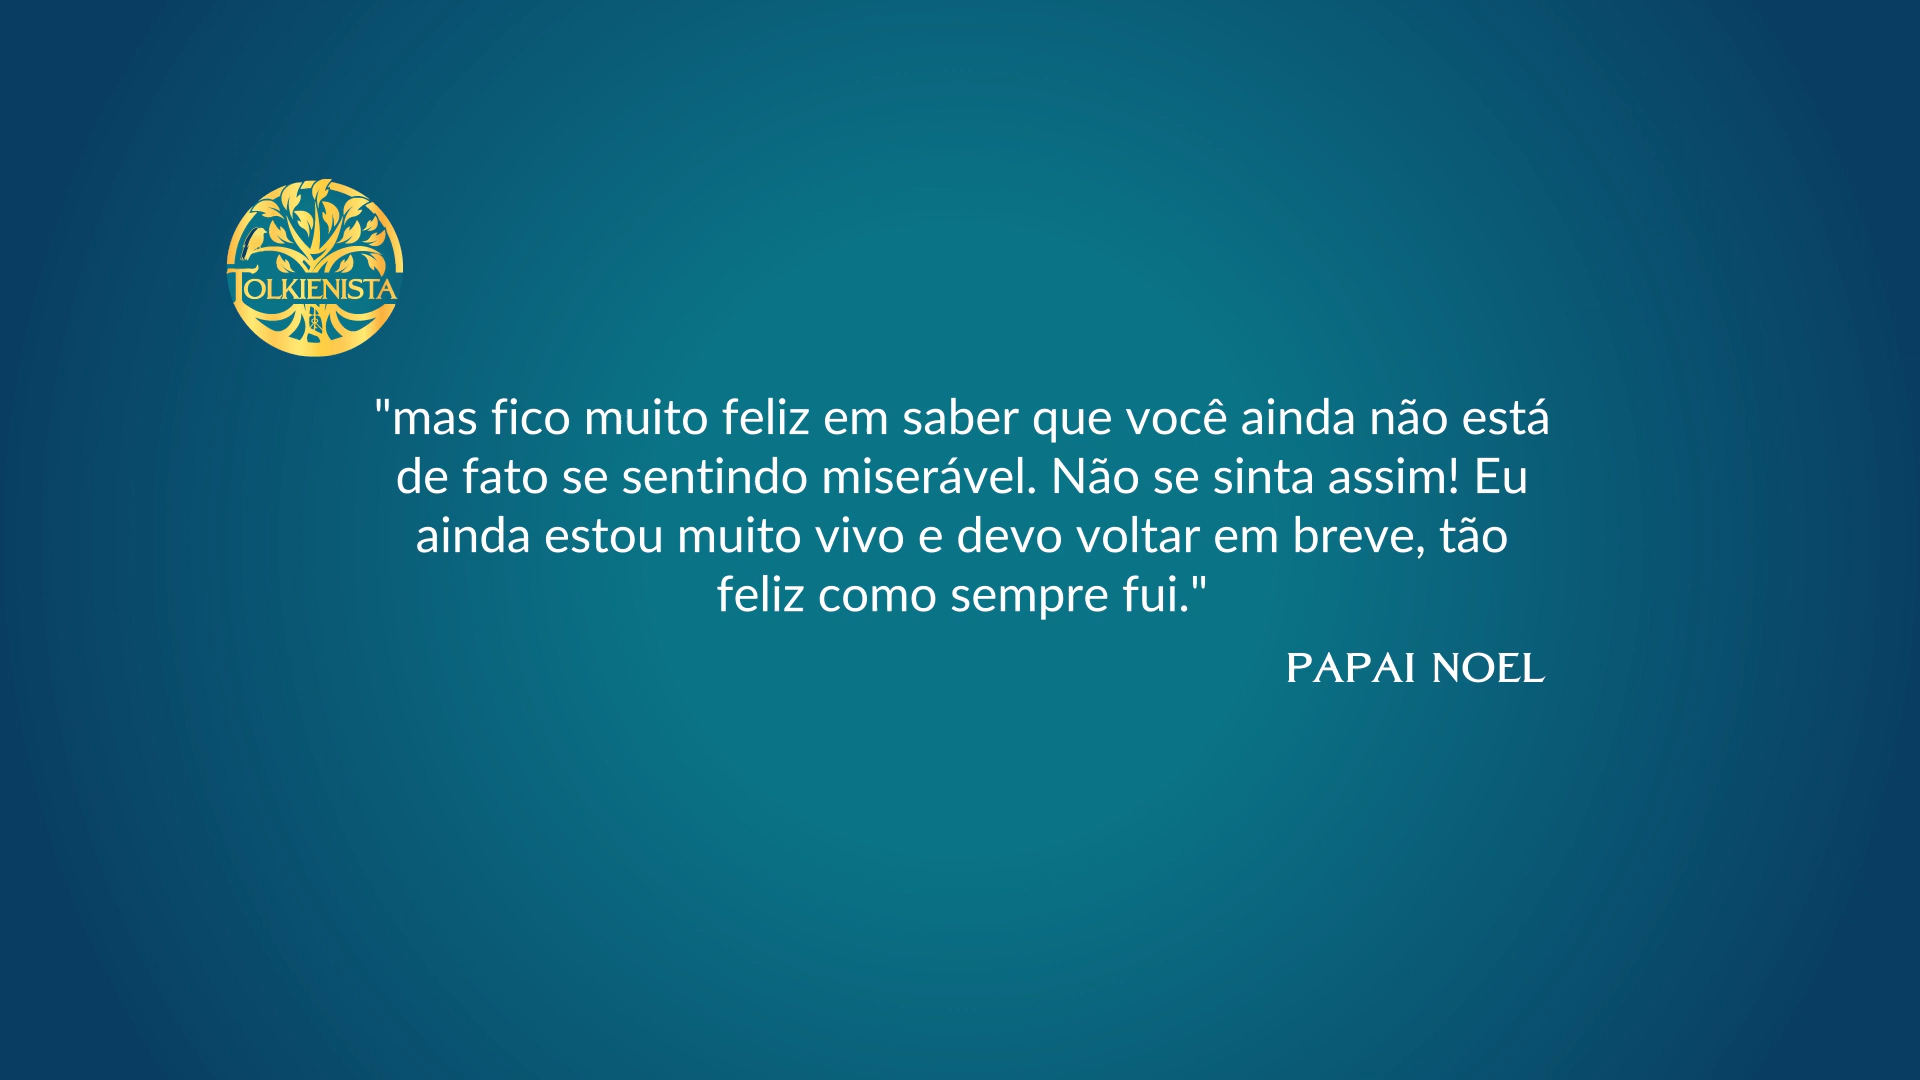 TOLKIENISTA
"mas fico muito feliz em saber que você ainda não está
de fato se sentindo miserável. Não se sinta assim! Eu
ainda estou muito vivo e devo voltar em breve, tão
feliz como sempre fui."
PAPAI NOEL